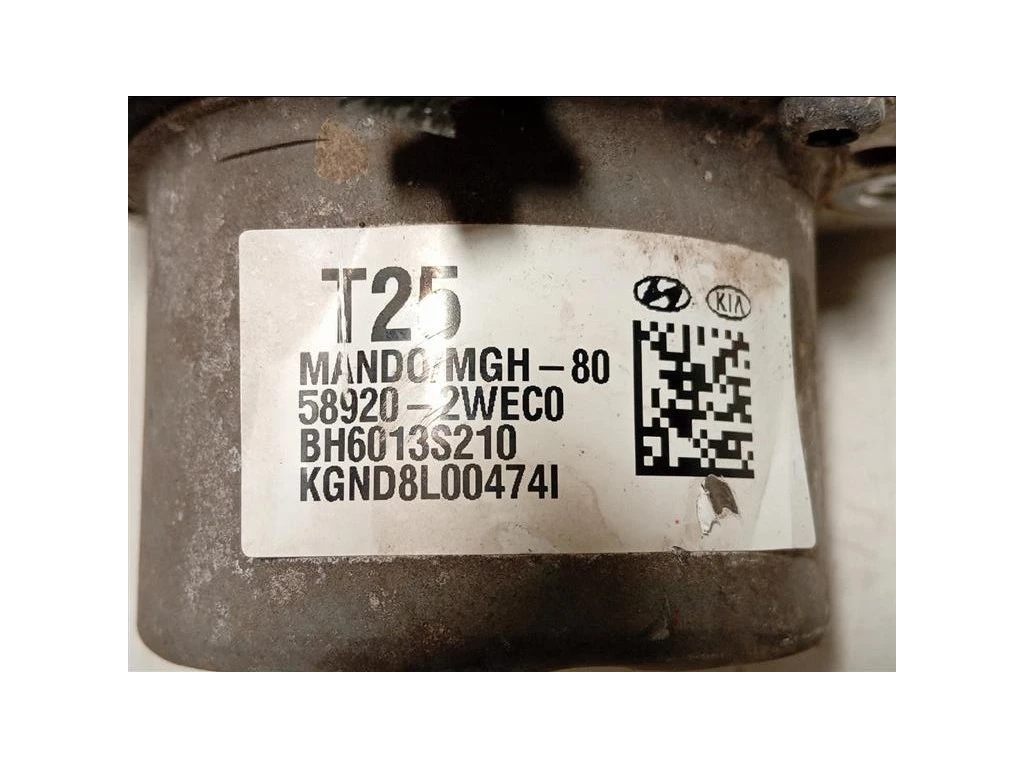 T25
KIA
MANDO/MGH-80
58920-2WEC0
BH6013S210
KGND8L00474I